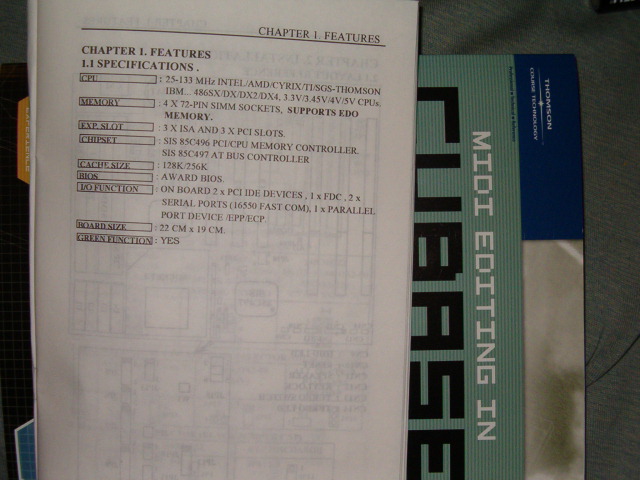 CHAPTER 1. FEATURES
CHAPTER 1. FEATURES
1.1 SPECIFICATIONS .
CPU : 25-133 MHz INTEL/AMD/CYRIX/TI/SGS-THOMSON
IBM... 486SX/DX/DX2/DX4, 3.3V/3.45V/4V/5V CPUs.
MEMORY : 4 X 72-PIN SIMM SOCKETS, SUPPORTS EDO
MEMORY.
EXP. SLOT : 3 X ISA AND 3 X PCI SLOTS.
CHIPSET : SIS 85C496 PCI/CPU MEMORY CONTROLLER.
SIS 85C497 AT BUS CONTROLLER
CACHE SIZE : 128K/256K
BIOS : AWARD BIOS.
I/O FUNCTION : ON BOARD 2 x PCI IDE DEVICES , 1 x FDC , 2 x
SERIAL PORTS (16550 FAST COM), 1 x PARALLEL
PORT DEVICE /EPP/ECP
BOARD SIZE : 22 CM x 19 CM.
GREEN FUNCTION : YES
THOMSON
COURSE TECHNOLOGY
MIDI EDITING IN
CUBASE